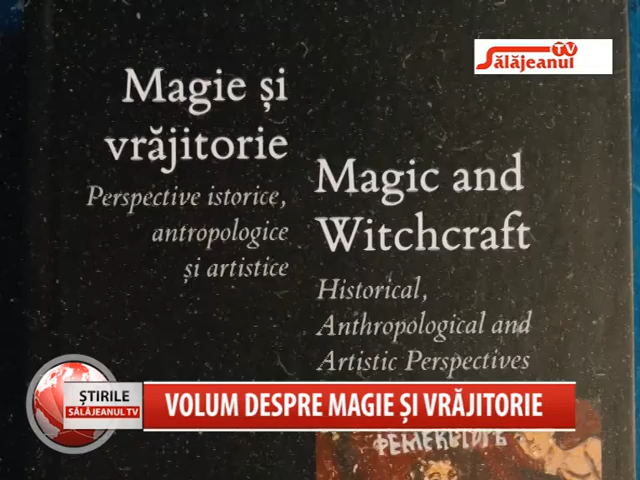 Sălăjeanul TV
Magie și
vrăjitorie
Perspective istorice,
antropologice
și artistice
Magic and
Witchcraft
Historical,
Anthropological and
Artistic Perspectives
ȘTIRILE
SĂLĂJEANUL TV
VOLUM DESPRE MAGIE ȘI VRĂJITORIE